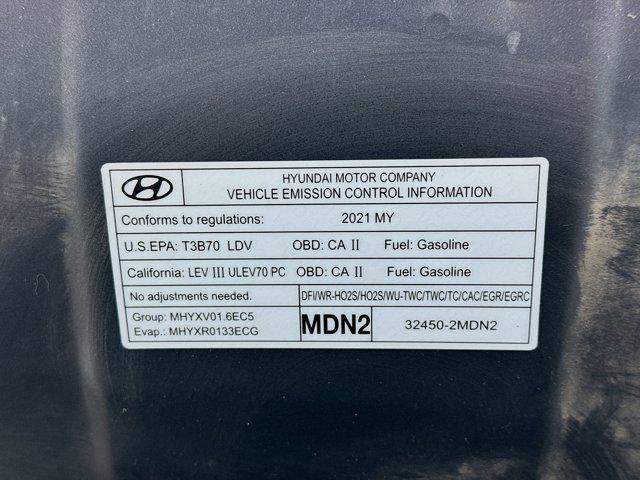 HYUNDAI MOTOR COMPANY
VEHICLE EMISSION CONTROL INFORMATION
Conforms to regulations: 2021 MY
U.S.EPA: T3B70 LDV OBD: CA II Fuel: Gasoline
California: LEV III ULEV70 PC OBD: CA II Fuel: Gasoline
No adjustments needed. DFI/WR-HO2S/HO2S/WU-TWC/TWC/TC/CAC/EGR/EGRC
Group: MHYXV01.6EC5
Evap.: MHYXR0133ECG
MDN2 32450-2MDN2